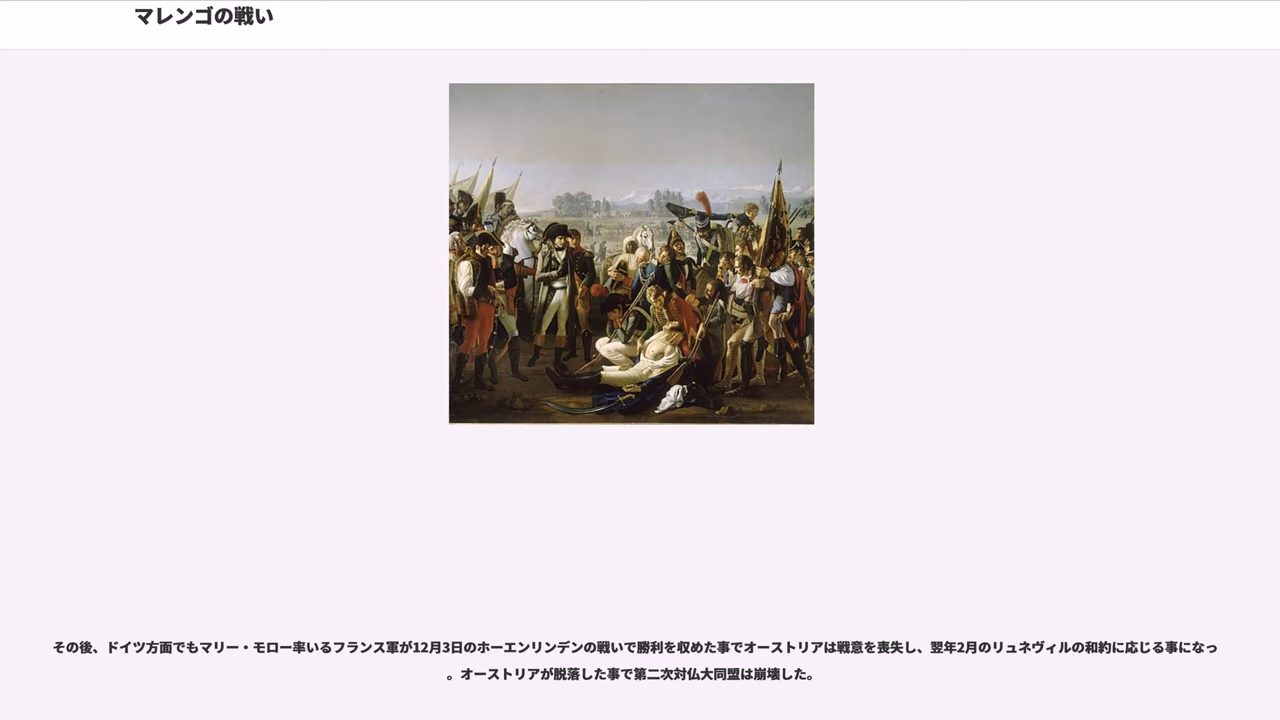 マレンゴの戦い
その後、ドイツ方面でもマリー・モロー率いるフランス軍が12月3日のホーエンリンデンの戦いで勝利を収めた事でオーストリアは戦意を喪失し、翌年2月のリュネヴィルの和約に応じる事になっ
。オーストリアが脱落した事で第二次対仏大同盟は崩壊した。